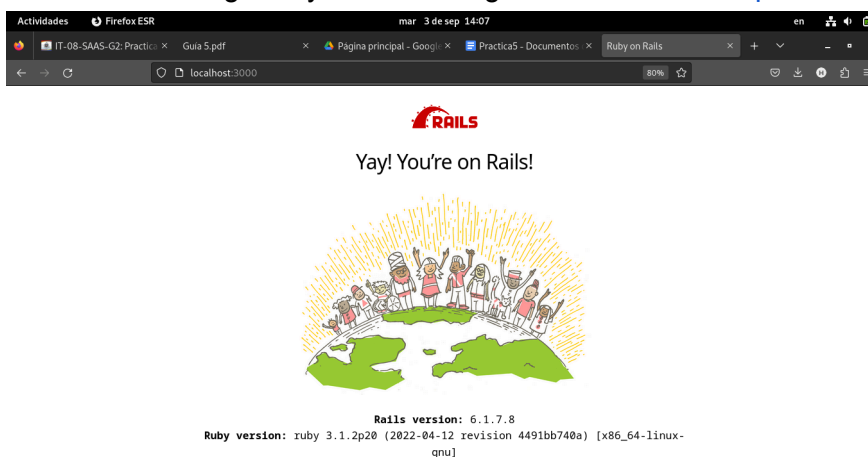 Actividades Firefox ESR mar 3 de sep 14:07 en
IT-08-SAAS-G2: Practica Guía 5.pdf Página principal - Google Practica5 - Documentos Ruby on Rails
localhost:3000 80%
RAILS
Yay! You're on Rails!
Rails version: 6.1.7.8
Ruby version: ruby 3.1.2p20 (2022-04-12 revision 4491bb740a) [x86_64-linux-
gnu]